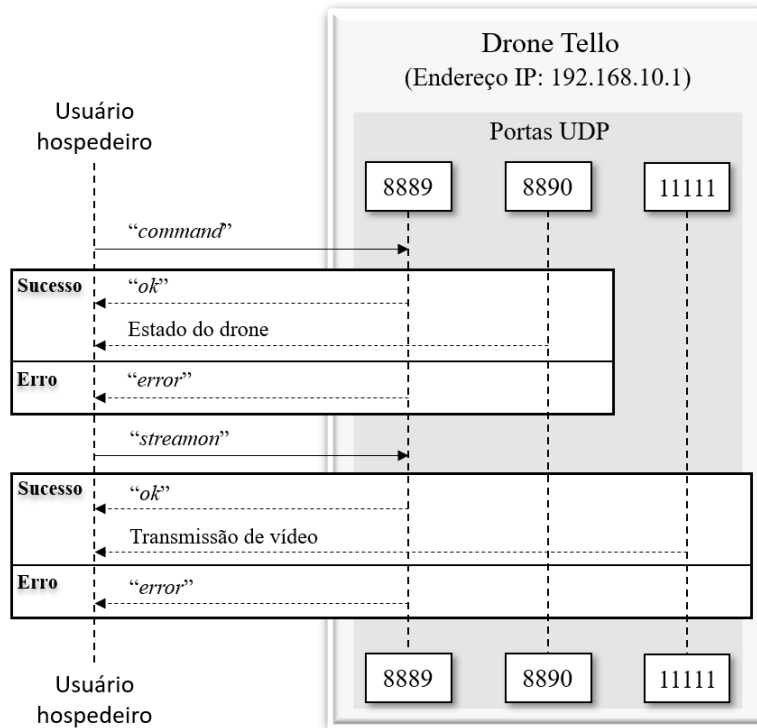 Drone Tello
(Endereço IP: 192.168.10.1)
Usuário
hospedeiro
Portas UDP
8889
8890
11111
“command”
Sucesso
“ok”
Estado do drone
Erro
“error”
“streamon”
Sucesso
“ok”
Transmissão de vídeo
Erro
“error”
8889
8890
11111
Usuário
hospedeiro